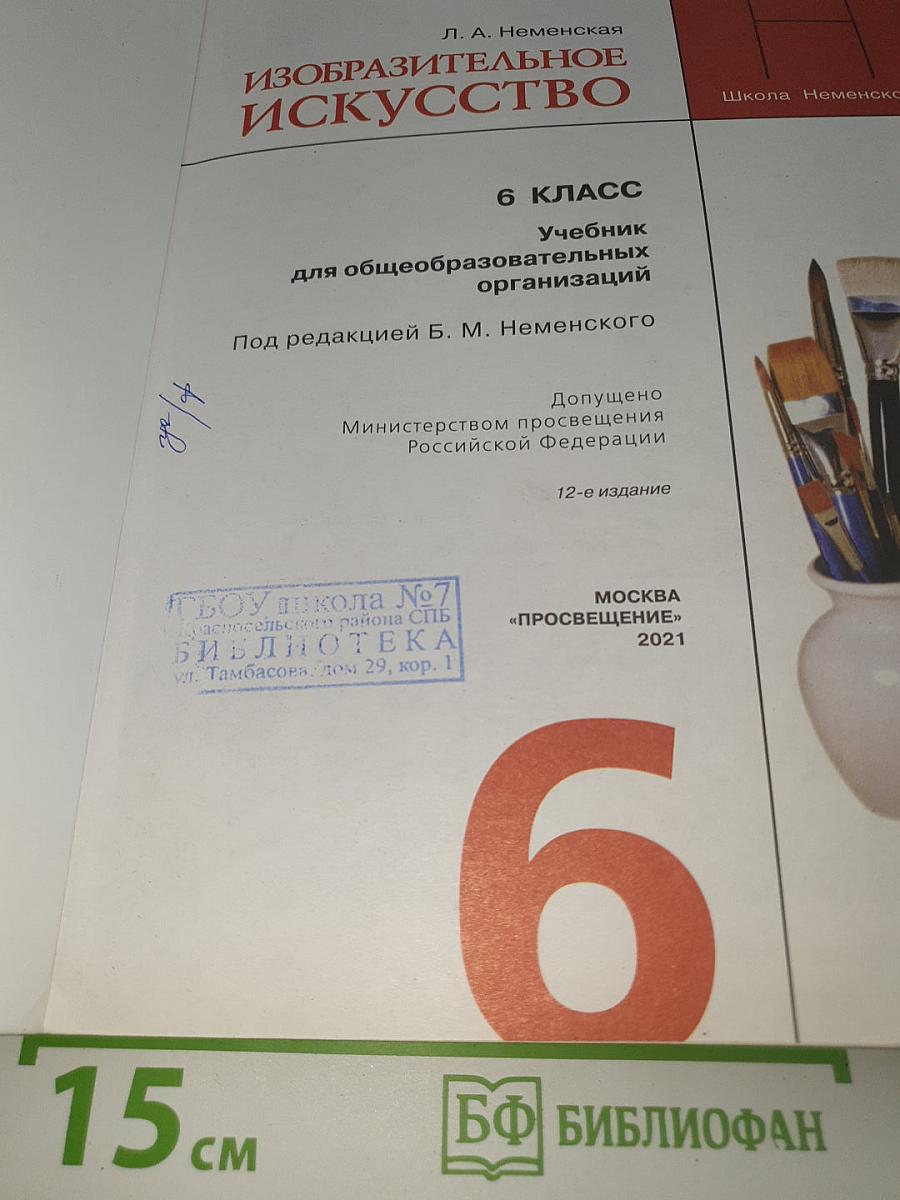 Л. А. Неменская
ИЗОБРАЗИТЕЛЬНОЕ
ИСКУССТВО
Школа Неменско
6 КЛАСС
Учебник
для общеобразовательных
организаций
Под редакцией Б. М. Неменского
Допущено
Министерством просвещения
Российской Федерации
12-е издание
ГБОУ школа №7
Красносельского района СПБ
БИБЛИОТЕКА
ул. Тамбасова, дом 29, кор. 1
МОСКВА
«ПРОСВЕЩЕНИЕ»
2021
6
15 см
БФ БИБЛИОФАН